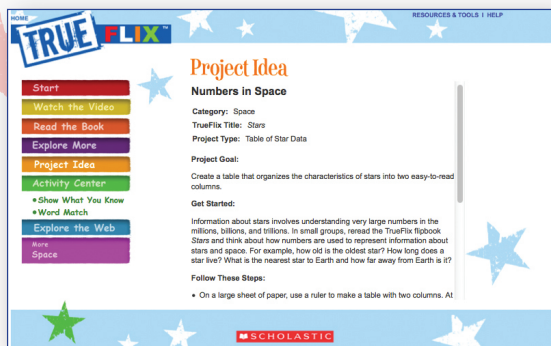 HOME
RESOURCES & TOOLS I HELP
TRUE FLIX™
Project Idea
Start
Watch the Video
Read the Book
Explore More
Project Idea
Activity Center
•Show What You Know
•Word Match
Explore the Web
More
Space
Numbers in Space
Category: Space
TrueFlix Title: Stars
Project Type: Table of Star Data
Project Goal:
Create a table that organizes the characteristics of stars into two easy-to-read
columns.
Get Started:
Information about stars involves understanding very large numbers in the
millions, billions, and trillions. In small groups, reread the TrueFlix flipbook
Stars and think about how numbers are used to represent information about
stars and space. For example, how old is the oldest star? How long does a
star live? What is the nearest star to Earth and how far away from Earth is it?
Follow These Steps:
• On a large sheet of paper, use a ruler to make a table with two columns. At
SCHOLASTIC